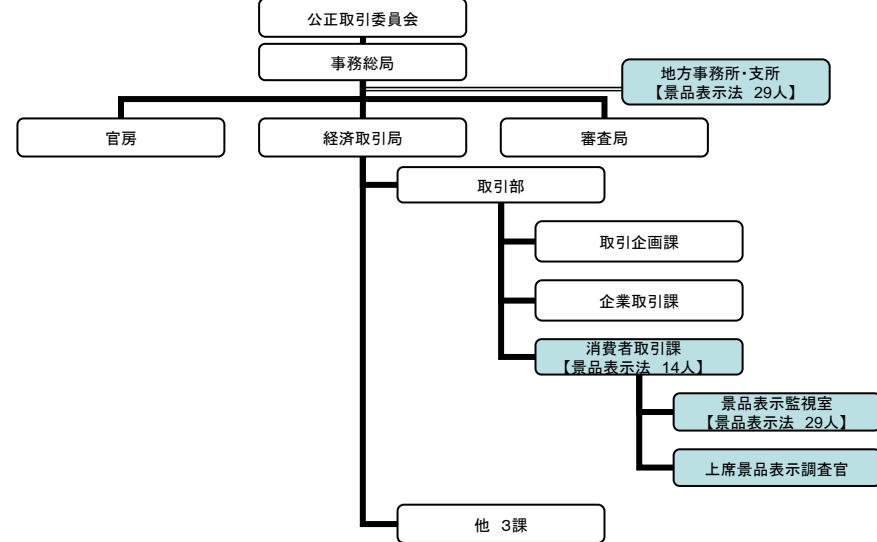 公正取引委員会
事務総局
地方事務所・支所
【景品表示法 29人】
官房
経済取引局
審査局
取引部
取引企画課
企業取引課
消費者取引課
【景品表示法 14人】
景品表示監視室
【景品表示法 29人】
上席景品表示調査官
他 3課